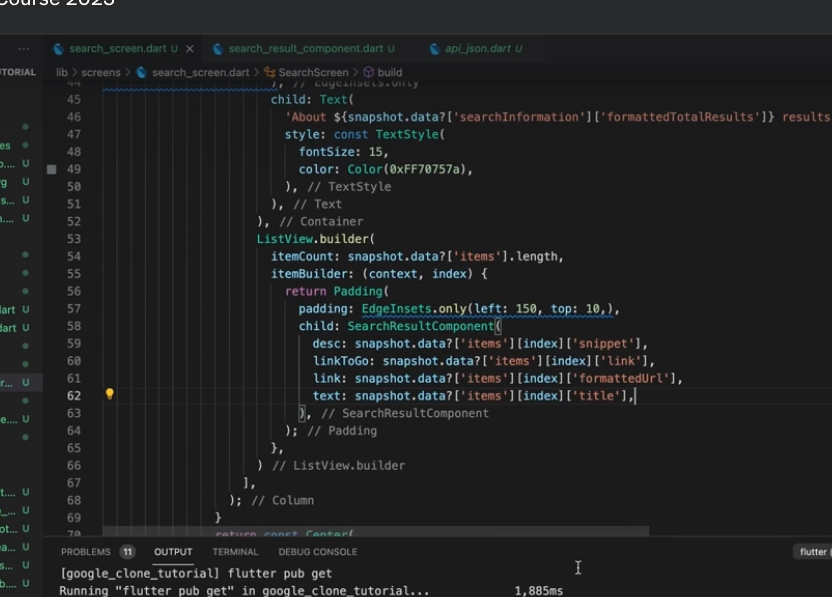 Course 2023
search_screen.dart U
search_result_component.dart U
api_json.dart U
TORIAL
lib > screens > search_screen.dart > SearchScreen > build
44 ), // EdgeInsets.only
45 child: Text(
46 'About ${snapshot.data?['searchInformation']['formattedTotalResults']} results
47 style: const TextStyle(
48 fontSize: 15,
49 color: Color(0xFF70757a),
50 ), // TextStyle
51 ), // Text
52 ), // Container
53 ListView.builder(
54 itemCount: snapshot.data?['items'].length,
55 itemBuilder: (context, index) {
56 return Padding(
57 padding: EdgeInsets.only(left: 150, top: 10,),
58 child: SearchResultComponent(
59 desc: snapshot.data?['items'][index]['snippet'],
60 linkToGo: snapshot.data?['items'][index]['link'],
61 link: snapshot.data?['items'][index]['formattedUrl'],
62 text: snapshot.data?['items'][index]['title'],
63 ), // SearchResultComponent
64 ); // Padding
65 },
66 ) // ListView.builder
67 ],
68 ); // Column
69 }
70 return const Center(
es
o.... U
g U
s... U
n.... U
lart U
dart U
r... U
e.... U
t.... U
_... U
ot... U
ea... U
s... U
b.... U
PROBLEMS 11 OUTPUT TERMINAL DEBUG CONSOLE
flutter (
[google_clone_tutorial] flutter pub get
Running "flutter pub get" in google_clone_tutorial... 1,885ms